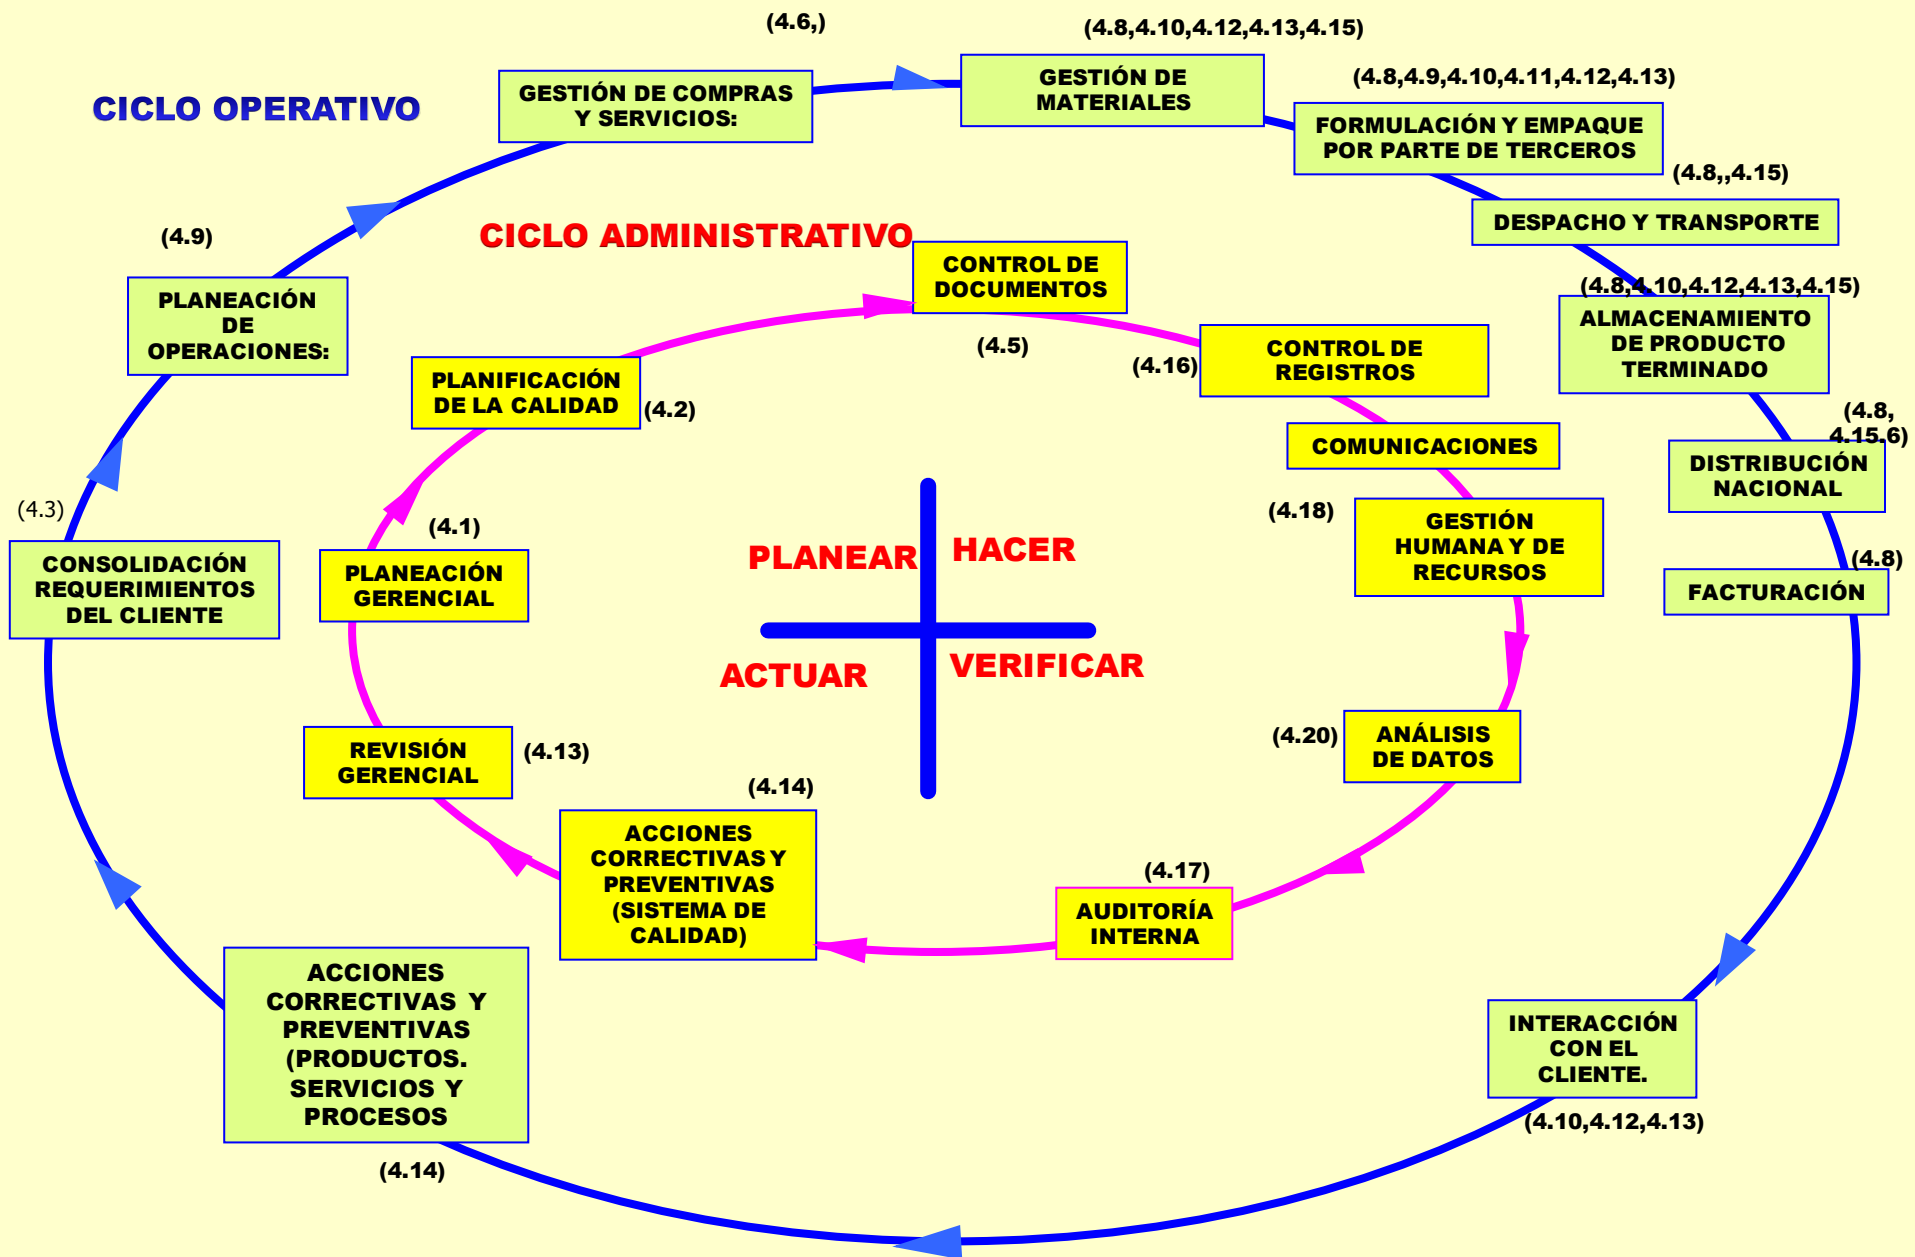 (4.6,)
(4.8,4.10,4.12,4.13,4.15)
CICLO OPERATIVO
GESTIÓN DE COMPRAS
Y SERVICIOS:
GESTIÓN DE
MATERIALES
(4.8,4.9,4.10,4.11,4.12,4.13)
FORMULACIÓN Y EMPAQUE
POR PARTE DE TERCEROS
(4.8,,4.15)
DESPACHO Y TRANSPORTE
(4.8,4.10,4.12,4.13,4.15)
ALMACENAMIENTO
DE PRODUCTO
TERMINADO
(4.8,
4.15.6)
DISTRIBUCIÓN
NACIONAL
(4.8)
FACTURACIÓN
INTERACCIÓN
CON EL
CLIENTE.
(4.10,4.12,4.13)
ACCIONES
CORRECTIVAS Y
PREVENTIVAS
(PRODUCTOS.
SERVICIOS Y
PROCESOS
(4.14)
(4.3)
CONSOLIDACIÓN
REQUERIMIENTOS
DEL CLIENTE
(4.9)
PLANEACIÓN
DE
OPERACIONES:
CICLO ADMINISTRATIVO
CONTROL DE
DOCUMENTOS
(4.5)
(4.16)
CONTROL DE
REGISTROS
COMUNICACIONES
(4.18)
GESTIÓN
HUMANA Y DE
RECURSOS
(4.20)
ANÁLISIS
DE DATOS
(4.17)
AUDITORÍA
INTERNA
(4.14)
ACCIONES
CORRECTIVAS Y
PREVENTIVAS
(SISTEMA DE
CALIDAD)
REVISIÓN
GERENCIAL
(4.13)
(4.1)
PLANEACIÓN
GERENCIAL
PLANIFICACIÓN
DE LA CALIDAD
(4.2)
PLANEAR
HACER
ACTUAR
VERIFICAR